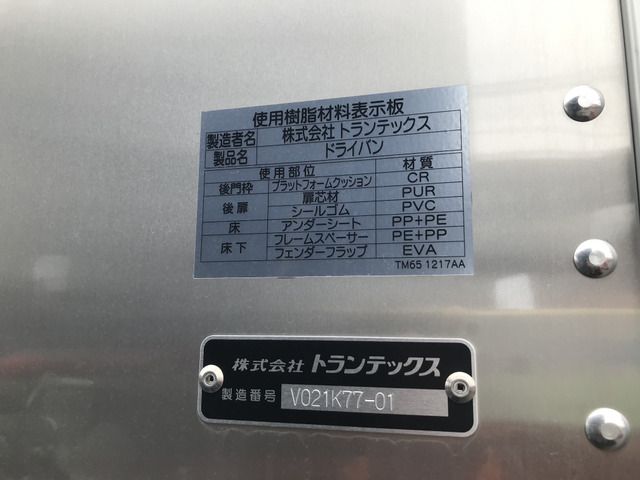 使用樹脂材料表示板
製造者名 株式会社 トランテックス
製品名 ドライバン
使用部位 材質
後門枠 プラットフォームクッション CR
後扉 扉芯材 PUR
シールゴム PVC
床 アンダーシート PP+PE
床下 フレームスペーサー PE+PP
フェンダーフラップ EVA
TM65 1217AA
株式会社 トランテックス
製造番号 V021K77-01